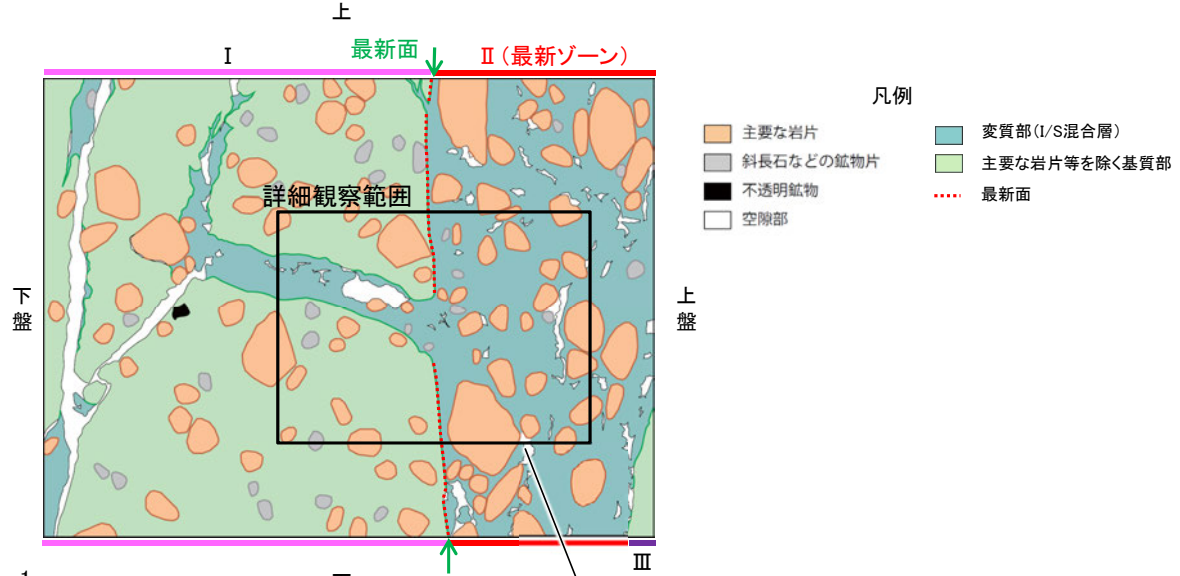 上
最新面
Ⅰ
Ⅱ(最新ゾーン)
詳細観察範囲
下盤
上盤
凡例
主要な岩片
斜長石などの鉱物片
不透明鉱物
空隙部
変質部(I/S混合層)
主要な岩片等を除く基質部
最新面
Ⅲ